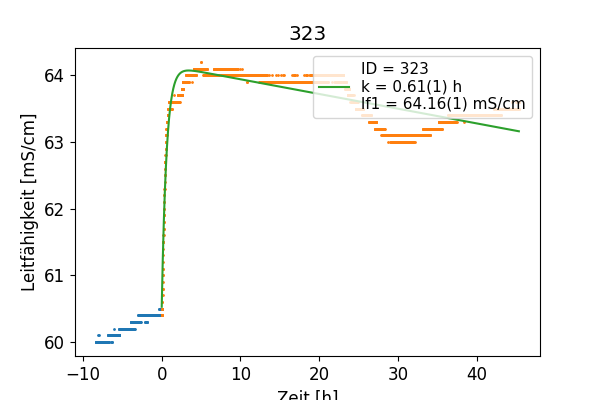 323
64
63
62
61
60
Leitfähigkeit [mS/cm]
ID = 323
k = 0.61(1) h
lf1 = 64.16(1) mS/cm
−10 0 10 20 30 40
Zeit [h]